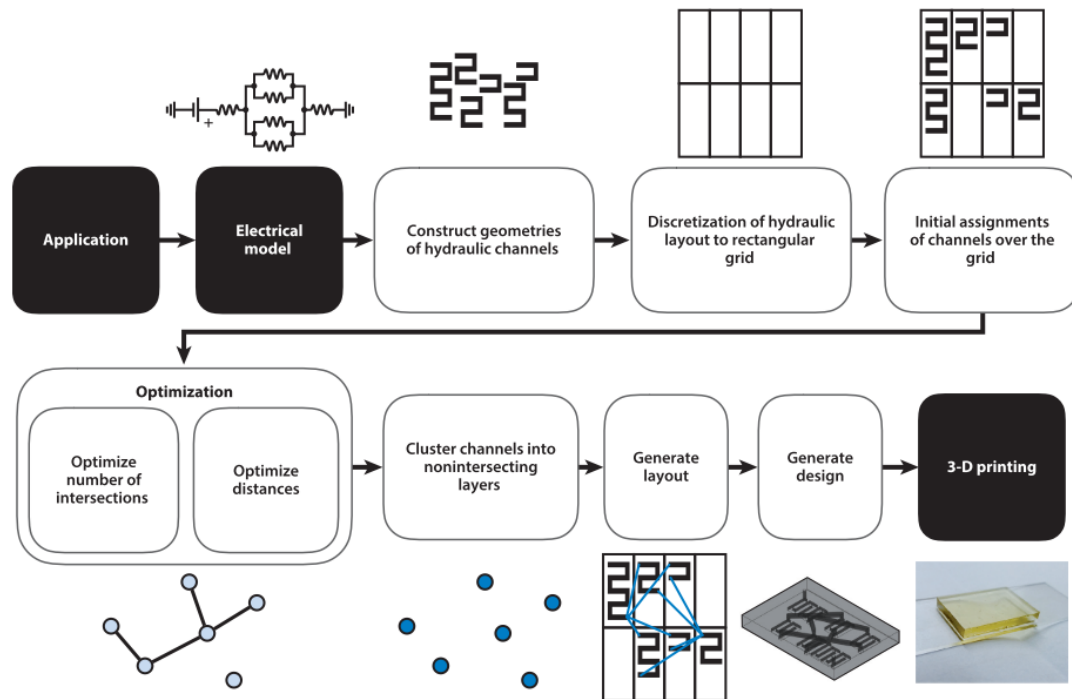 +
Application
Electrical
model
Construct geometries
of hydraulic channels
Discretization of hydraulic
layout to rectangular
grid
Initial assignments
of channels over the
grid
Optimization
Optimize
number of
intersections
Optimize
distances
Cluster channels into
nonintersecting
layers
Generate
layout
Generate
design
3-D printing